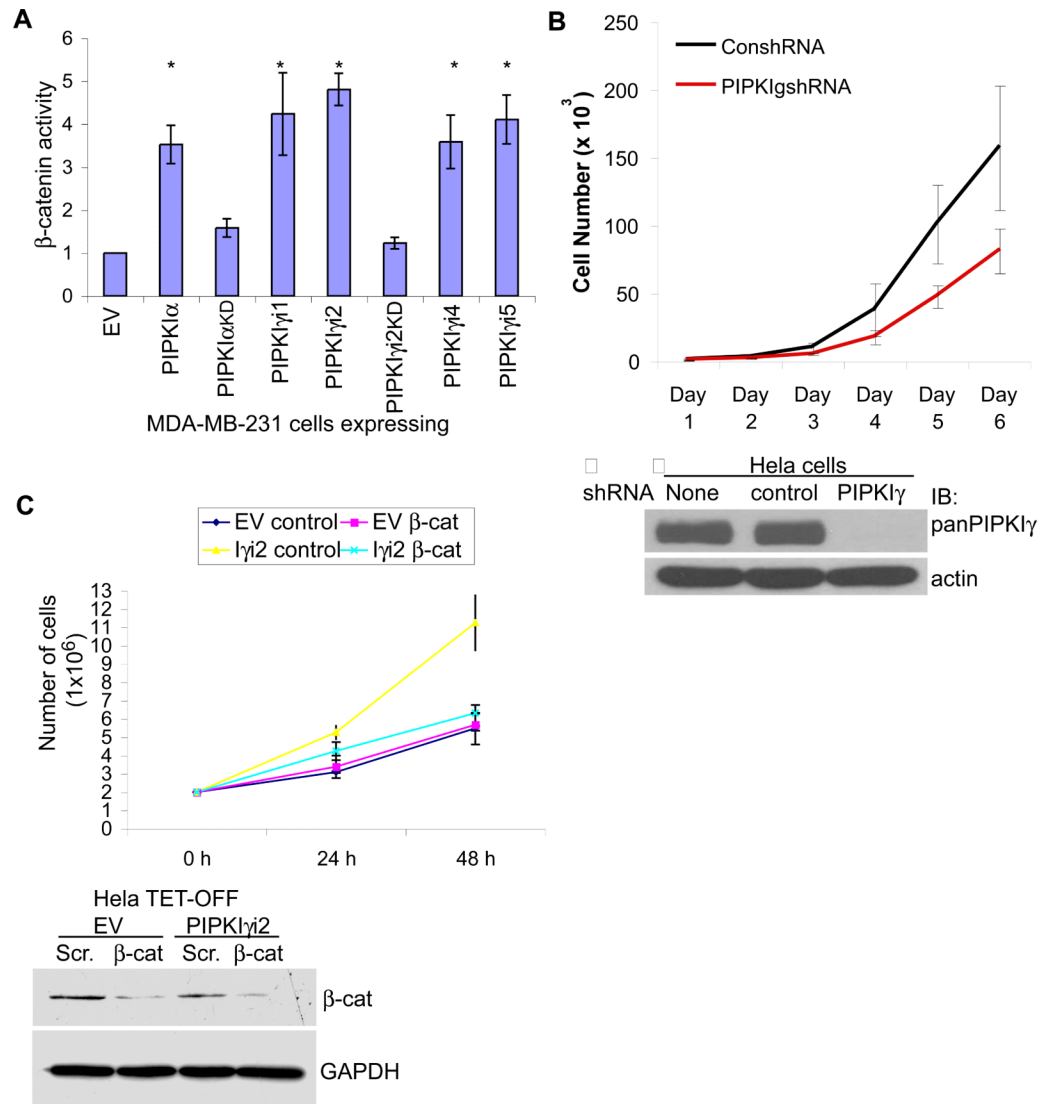 A
6
5
4
3
2
1
0
β-catenin activity
* * * * *
EV
PIPKIα
PIPKIαKD
PIPKIγi1
PIPKIγi2
PIPKIγi2KD
PIPKIγi4
PIPKIγi5
MDA-MB-231 cells expressing
B
250
200
150
100
50
0
Cell Number (x 10³)
ConshRNA
PIPKIgshRNA
Day 1
Day 2
Day 3
Day 4
Day 5
Day 6
Hela cells
shRNA None control PIPKIγ IB:
panPIPKIγ
actin
C
EV control EV β-cat
Iγi2 control Iγi2 β-cat
13
12
11
10
9
8
7
6
5
4
3
2
1
0
Number of cells
(1x10⁶)
0 h 24 h 48 h
Hela TET-OFF
EV PIPKIγi2
Scr. β-cat Scr. β-cat
β-cat
GAPDH